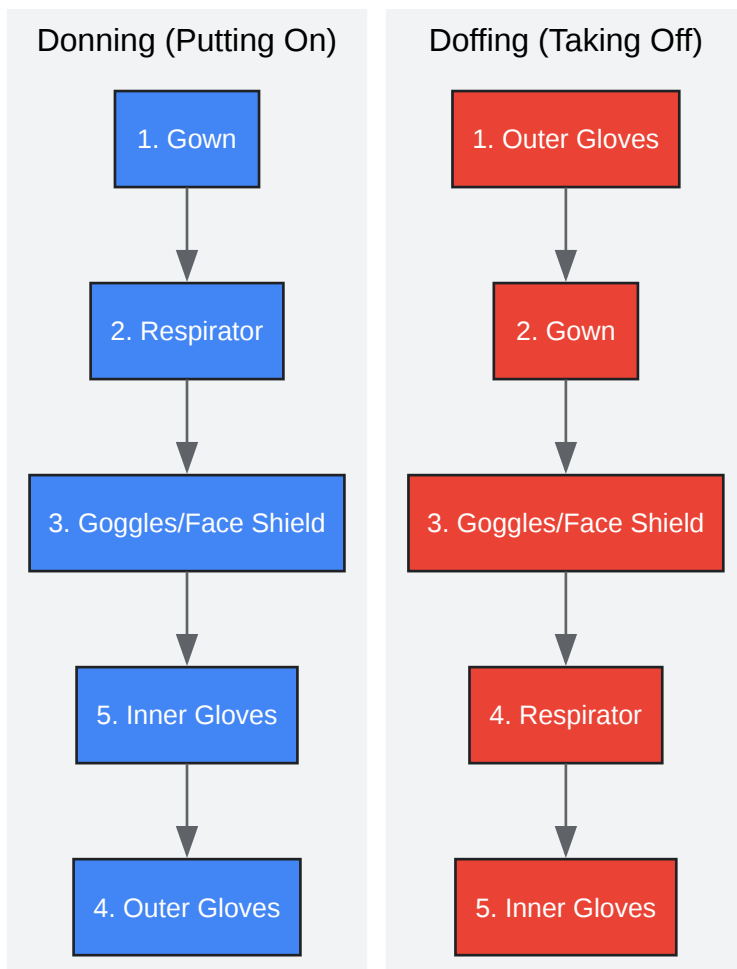 Donning (Putting On)
1. Gown
2. Respirator
3. Goggles/Face Shield
5. Inner Gloves
4. Outer Gloves
Doffing (Taking Off)
1. Outer Gloves
2. Gown
3. Goggles/Face Shield
4. Respirator
5. Inner Gloves